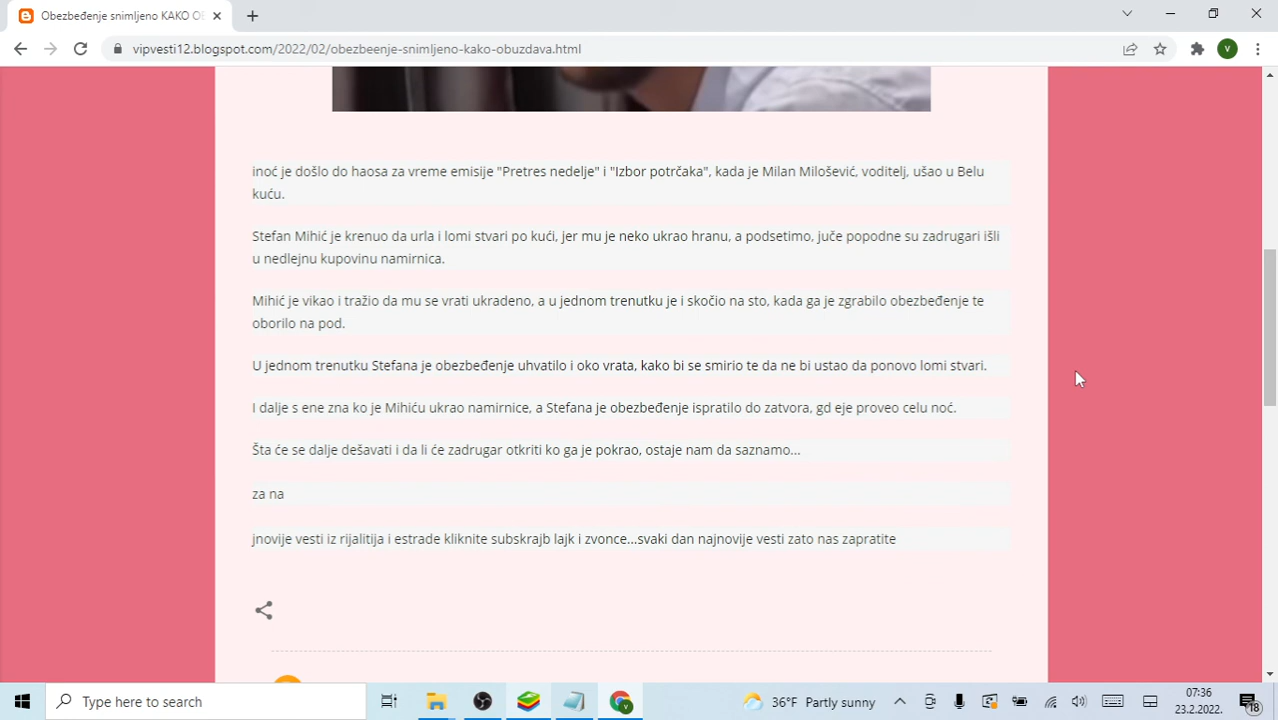 Obezbeđenje snimljeno KAKO OB
vipvesti12.blogspot.com/2022/02/obezbeenje-snimljeno-kako-obuzdava.html
V
inoć je došlo do haosa za vreme emisije "Pretres nedelje" i "Izbor potrčaka", kada je Milan Milošević, voditelj, ušao u Belu
kuću.
Stefan Mihić je krenuo da urla i lomi stvari po kući, jer mu je neko ukrao hranu, a podsetimo, juče popodne su zadrugari išli
u nedlejnu kupovinu namirnica.
Mihić je vikao i tražio da mu se vrati ukradeno, a u jednom trenutku je i skočio na sto, kada ga je zgrabilo obezbeđenje te
oborilo na pod.
U jednom trenutku Stefana je obezbeđenje uhvatilo i oko vrata, kako bi se smirio te da ne bi ustao da ponovo lomi stvari.
I dalje s ene zna ko je Mihiću ukrao namirnice, a Stefana je obezbeđenje ispratilo do zatvora, gd eje proveo celu noć.
Šta će se dalje dešavati i da li će zadrugar otkriti ko ga je pokrao, ostaje nam da saznamo...
za na
jnovije vesti iz rijalitija i estrade kliknite subskrajb lajk i zvonce...svaki dan najnovije vesti zato nas zapratite
Type here to search
36°F Partly sunny
07:36
23.2.2022.
18